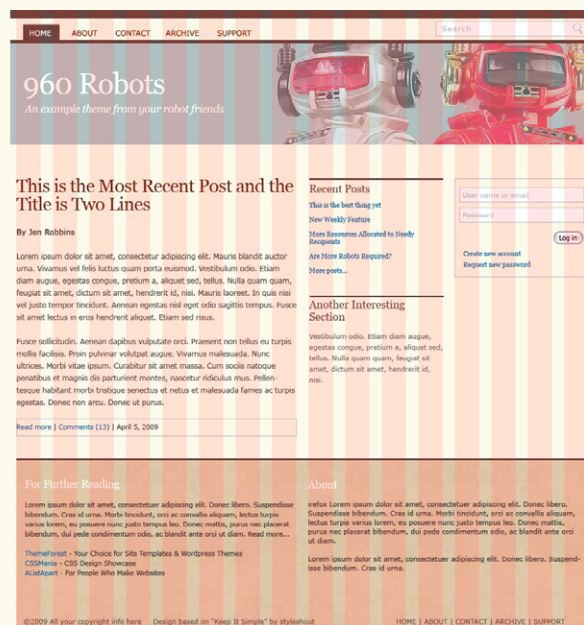 HOME ABOUT CONTACT ARCHIVE SUPPORT Search
960 Robots
An example theme from your robot friends
This is the Most Recent Post and the
Title is Two Lines
By Jen Robbins
Lorem ipsum dolor sit amet, consectetur adipiscing elit. Mauris blandit auctor
urna. Vivamus vel felis luctus quam porta euismod. Vestibulum odio. Etiam
diam augue, egestas congue, pretium a, aliquet sed, tellus. Nulla quam quam,
feugiat sit amet, dictum sit amet, hendrerit id, nisi. Mauris laoreet. In quis nisi
vel justo tempor tincidunt. Aenean egestas nisl eget odio sagittis tempus. Fusce
sit amet lectus in eros hendrerit aliquet. Etiam sed risus.
Fusce sollicitudin. Aenean dapibus vulputate orci. Praesent non tellus eu turpis
mollis facilisis. Proin pulvinar volutpat augue. Vivamus malesuada. Nunc
ultrices. Morbi vitae ipsum. Curabitur sit amet massa. Cum sociis natoque
penatibus et magnis dis parturient montes, nascetur ridiculus mus. Pellen-
tesque habitant morbi tristique senectus et netus et malesuada fames ac turpis
egestas. Donec non arcu. Donec ut purus.
Read more | Comments (13) | April 5, 2009
Recent Posts
This is the best thing yet
New Weekly Feature
More Resources Allocated to Needy
Recipients
Are More Robots Required?
More posts...
Another Interesting
Section
Vestibulum odio. Etiam diam augue,
egestas congue, pretium a, aliquet sed,
tellus. Nulla quam quam, feugiat sit
amet, dictum sit amet, hendrerit id,
nisi.
User name or email
Password
Log in
Create new account
Request new password
For Further Reading
Lorem ipsum dolor sit amet, consectetuer adipiscing elit. Donec libero. Suspendisse
bibendum. Cras id urna. Morbi tincidunt, orci ac convallis aliquam, lectus turpis
varius lorem, eu posuere nunc justo tempus leo. Donec mattis, purus nec placerat
bibendum, dui pede condimentum odio, ac blandit ante orci ut diam. Read more...
ThemeForest - Your Choice for Site Templates & Wordpress Themes
CSSMania - CSS Design Showcase
AListApart - For People Who Make Websites
About
irefox Lorem ipsum dolor sit amet, consectetuer adipiscing elit. Donec libero.
Suspendisse bibendum. Cras id urna. Morbi tincidunt, orci ac convallis aliquam,
lectus turpis varius lorem, eu posuere nunc justo tempus leo. Donec mattis,
purus nec placerat bibendum, dui pede condimentum odio, ac blandit ante orci
ut diam.
Lorem ipsum dolor sit amet, consectetuer adipiscing elit. Donec libero. Suspend-
isse bibendum. Cras id urna.
©2009 All your copyright info here Design based on "Keep It Simple" by styleshout HOME | ABOUT | CONTACT | ARCHIVE | SUPPORT